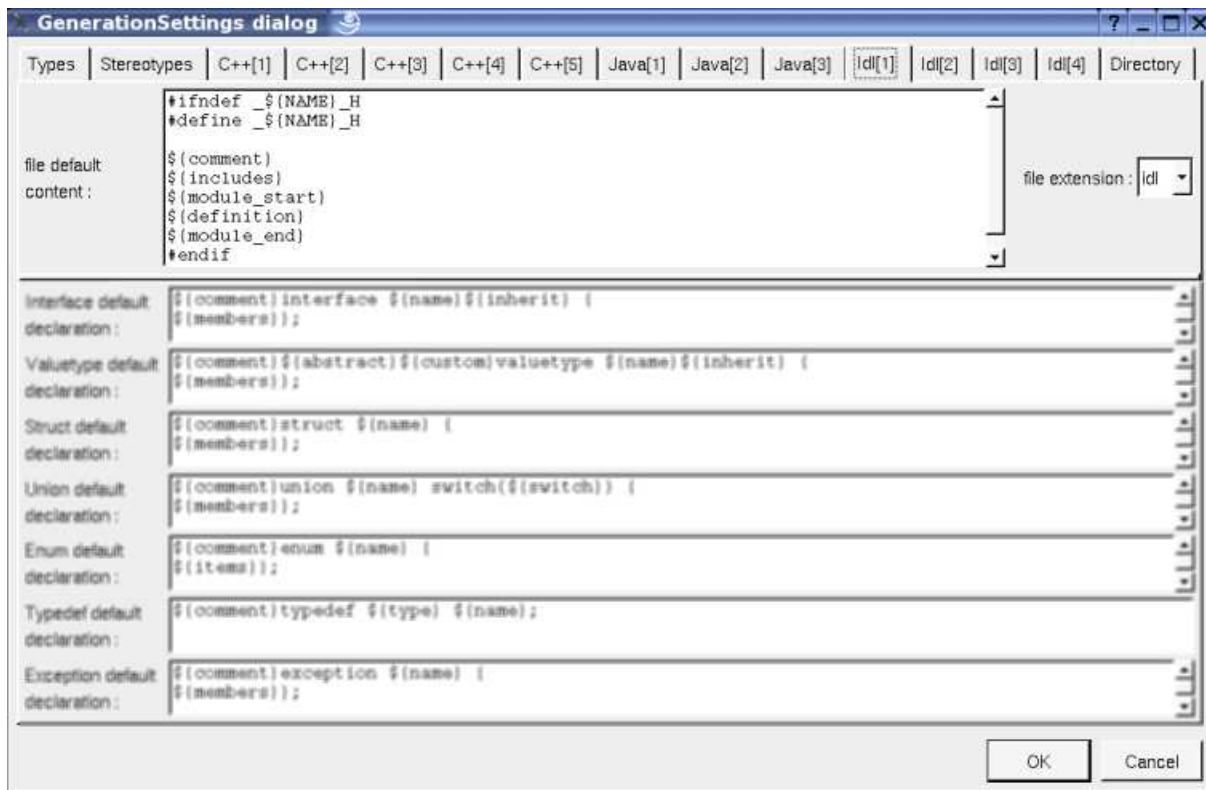 GenerationSettings dialog
Types Stereotypes C++[1] C++[2] C++[3] C++[4] C++[5] Java[1] Java[2] Java[3] Idl[1] Idl[2] Idl[3] Idl[4] Directory
file default
content :
#ifndef _${NAME}_H
#define _${NAME}_H
${comment}
${includes}
${module_start}
${definition}
${module_end}
#endif
file extension : idl
Interface default
declaration :
${comment}interface ${name}${inherit} {
${members}};
Valuetype default
declaration :
${comment}${abstract}${custom}valuetype ${name}${inherit} {
${members}};
Struct default
declaration :
${comment}struct ${name} {
${members}};
Union default
declaration :
${comment}union ${name} switch(${switch}) {
${members}};
Enum default
declaration :
${comment}enum ${name} {
${items}};
Typedef default
declaration :
${comment}typedef ${type} ${name};
Exception default
declaration :
${comment}exception ${name} {
${members}};
OK Cancel